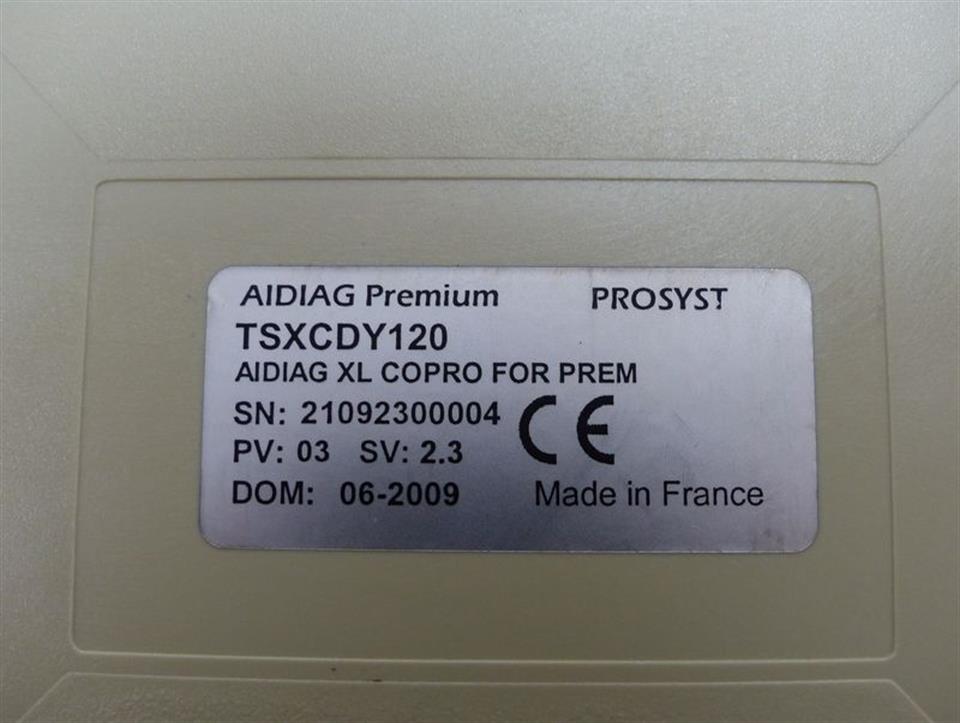 AIDIAG Premium PROSYST
TSXCDY120
AIDIAG XL COPRO FOR PREM
SN: 21092300004 CE
PV: 03 SV: 2.3
DOM: 06-2009 Made in France